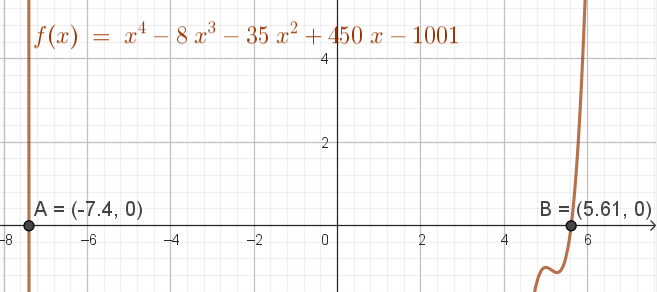 f(x) = x⁴ − 8 x³ − 35 x² + 450 x − 1001
4
2
A = (-7.4, 0)
B = (5.61, 0)
−8 −6 −4 −2 0 2 4 6